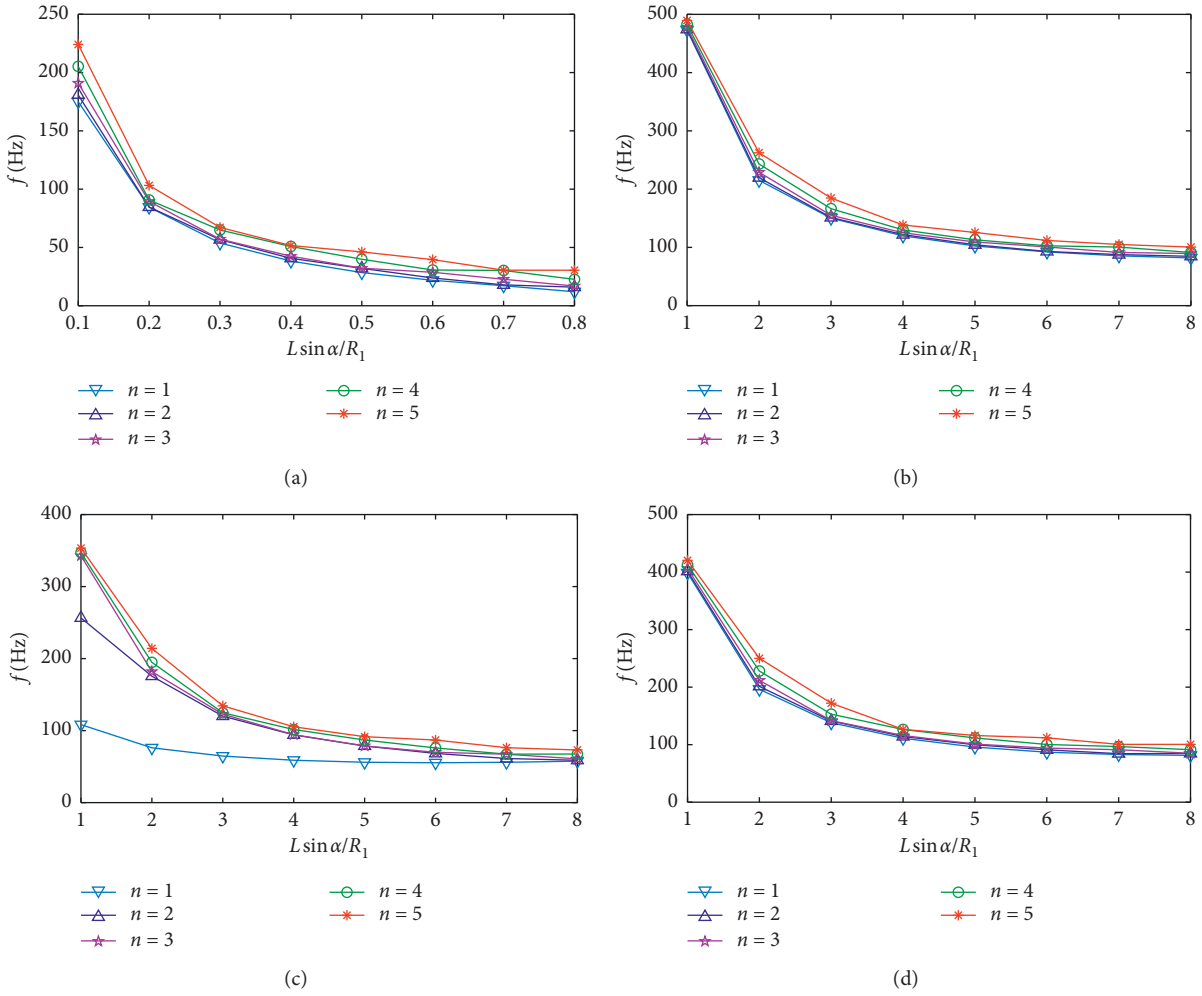 250
200
150
100
50
0
f (Hz)
0.1 0.2 0.3 0.4 0.5 0.6 0.7 0.8
L sin α/R₁
n = 1
n = 2
n = 3
n = 4
n = 5
(a)
500
400
300
200
100
0
f (Hz)
1 2 3 4 5 6 7 8
L sin α/R₁
n = 1
n = 2
n = 3
n = 4
n = 5
(b)
400
300
200
100
0
f (Hz)
1 2 3 4 5 6 7 8
L sin α/R₁
n = 1
n = 2
n = 3
n = 4
n = 5
(c)
500
400
300
200
100
0
f (Hz)
1 2 3 4 5 6 7 8
L sin α/R₁
n = 1
n = 2
n = 3
n = 4
n = 5
(d)